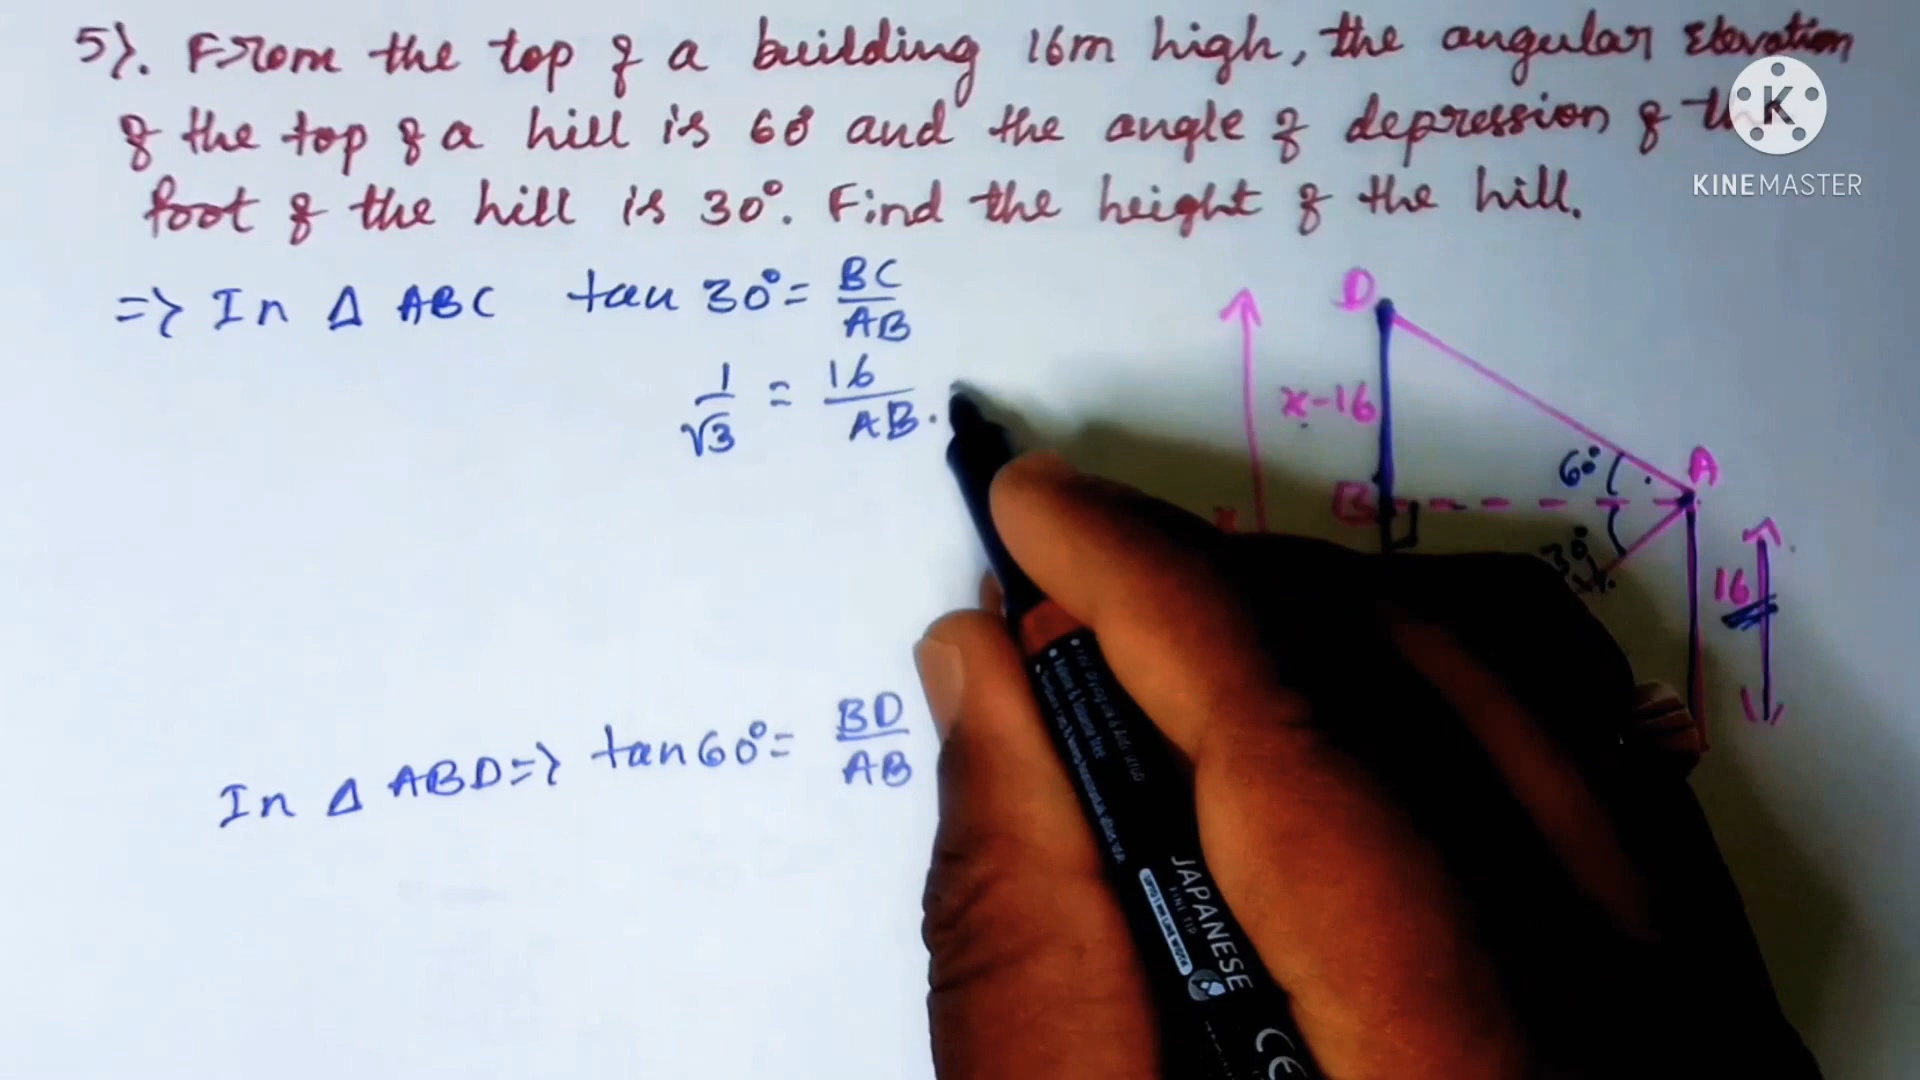 5). From the top of a building 16m high, the angular Elevation
of the top of a hill is 60° and the angle of depression of the
foot of the hill is 30°. Find the height of the hill.
=> In Δ ABC tan 30° = BC/AB
1/√3 = 16/AB.
In Δ ABD => tan 60° = BD/AB
D
x-16
60°
A
B
x
30°
16
K
KINEMASTER
JAPANESE
FINE TIP
CE